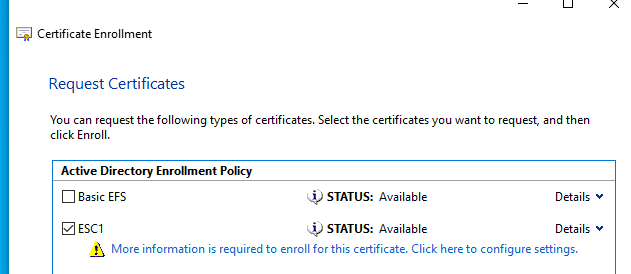 Certificate Enrollment
Request Certificates
You can request the following types of certificates. Select the certificates you want to request, and then
click Enroll.
Active Directory Enrollment Policy
Basic EFS STATUS: Available Details
ESC1 STATUS: Available Details
More information is required to enroll for this certificate. Click here to configure settings.